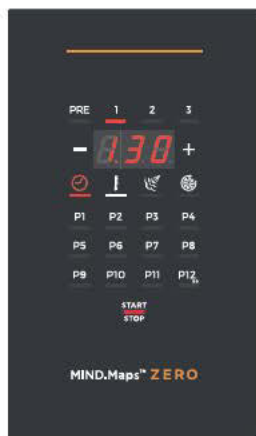 PRE 1 2 3
- 1.30 +
P1 P2 P3 P4
P5 P6 P7 P8
P9 P10 P11 P12
START
STOP
MIND.Maps™ ZERO